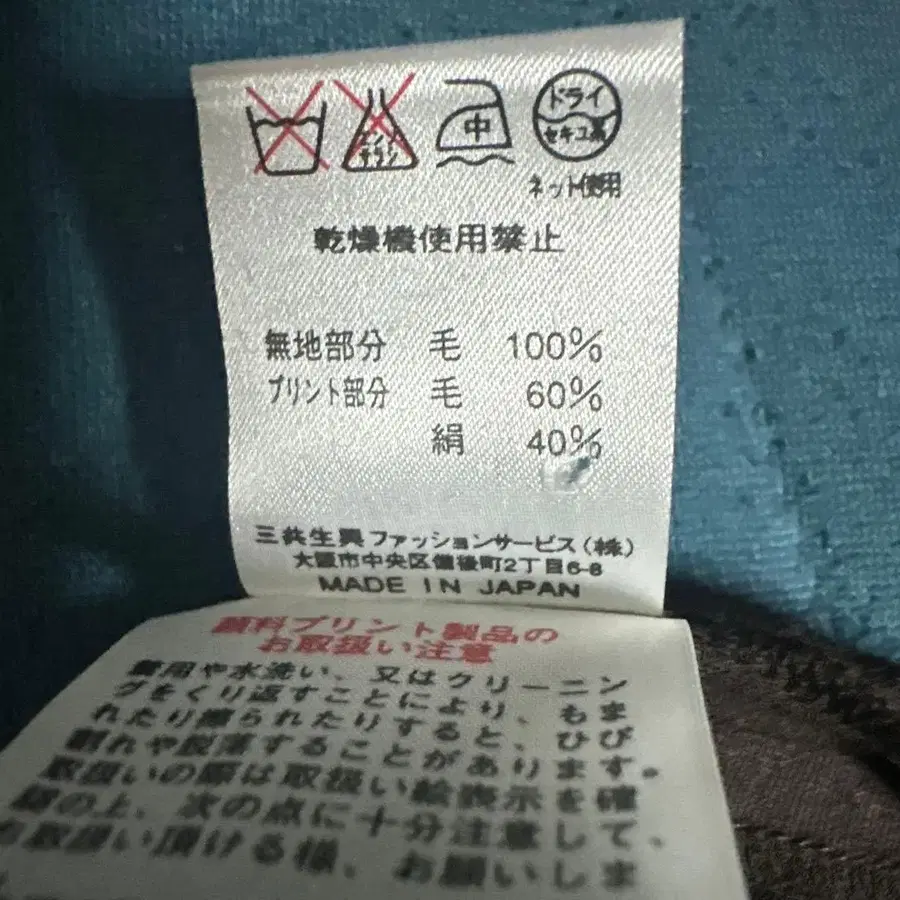 エンソ
サラシ
中
ドライ
セキユ系
ネット使用
乾燥機使用禁止
無地部分 毛 100%
プリント部分 毛 60%
絹 40%
三共生興ファッションサービス(株)
大阪市中央区備後町2丁目6-8
MADE IN JAPAN
顔料プリント製品の
お取扱い注意
着用や水洗い、又はクリーニン
グをくり返すことにより、もま
れたり擦られたりすると、ひび
割れや脱落することがあります。
取扱いの際は取扱い絵表示を確
認の上、次の点に十分注意して、
お取扱い頂ける様、お願いしま